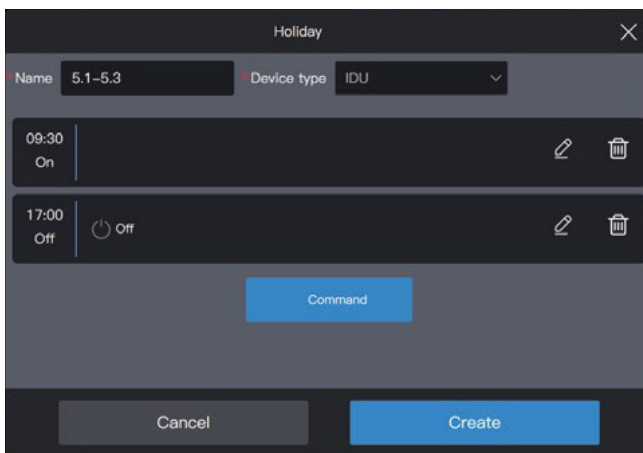 Holiday
*Name 5.1-5.3 *Device type IDU
09:30
On
17:00
Off
Off
Command
Cancel Create